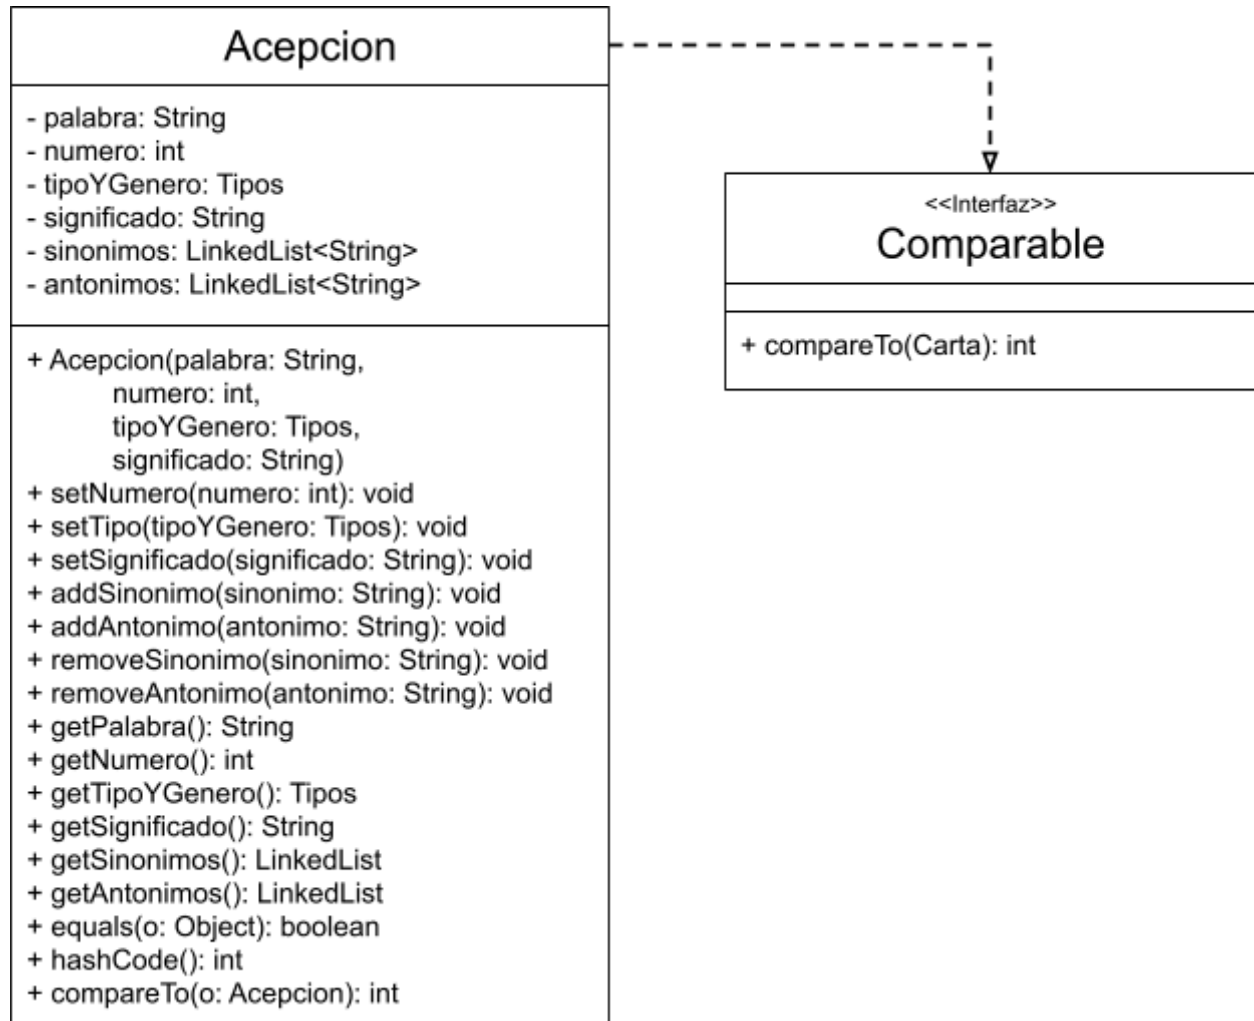 Acepcion
- palabra: String
- numero: int
- tipoYGenero: Tipos
- significado: String
- sinonimos: LinkedList<String>
- antonimos: LinkedList<String>
+ Acepcion(palabra: String,
numero: int,
tipoYGenero: Tipos,
significado: String)
+ setNumero(numero: int): void
+ setTipo(tipoYGenero: Tipos): void
+ setSignificado(significado: String): void
+ addSinonimo(sinonimo: String): void
+ addAntonimo(antonimo: String): void
+ removeSinonimo(sinonimo: String): void
+ removeAntonimo(antonimo: String): void
+ getPalabra(): String
+ getNumero(): int
+ getTipoYGenero(): Tipos
+ getSignificado(): String
+ getSinonimos(): LinkedList
+ getAntonimos(): LinkedList
+ equals(o: Object): boolean
+ hashCode(): int
+ compareTo(o: Acepcion): int
<<Interfaz>>
Comparable
+ compareTo(Carta): int